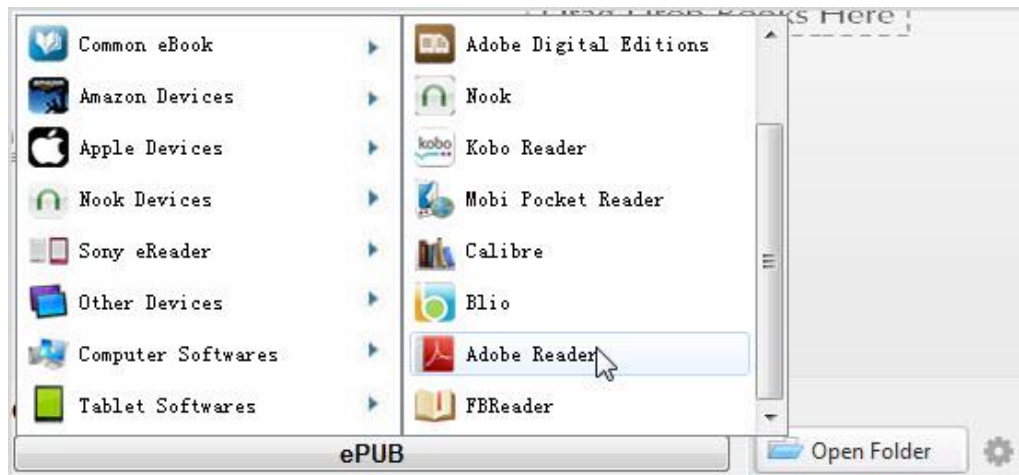 Drag Drop Books Here
Common eBook
Amazon Devices
Apple Devices
Nook Devices
Sony eReader
Other Devices
Computer Softwares
Tablet Softwares
Adobe Digital Editions
Nook
kobo Kobo Reader
Mobi Pocket Reader
Calibre
Blio
Adobe Reader
FBReader
ePUB
Open Folder